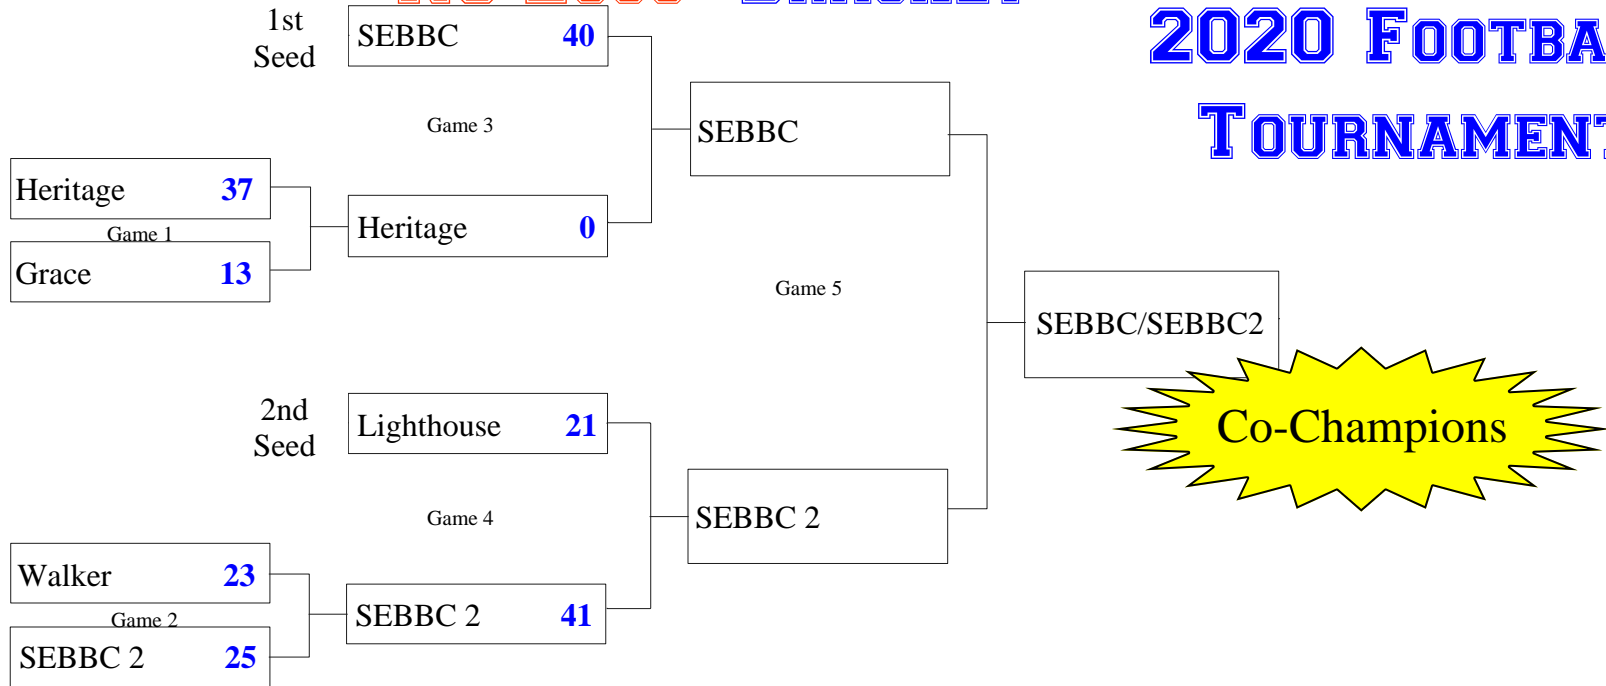 1st
Seed
SEBBC 40
2020 FOOTBA
TOURNAMENT
Game 3
SEBBC
Heritage 37
Game 1
Heritage 0
Grace 13
Game 5
SEBBC/SEBBC2
Co-Champions
2nd
Seed
Lighthouse 21
Game 4
SEBBC 2
Walker 23
Game 2
SEBBC 2 41
SEBBC 2 25